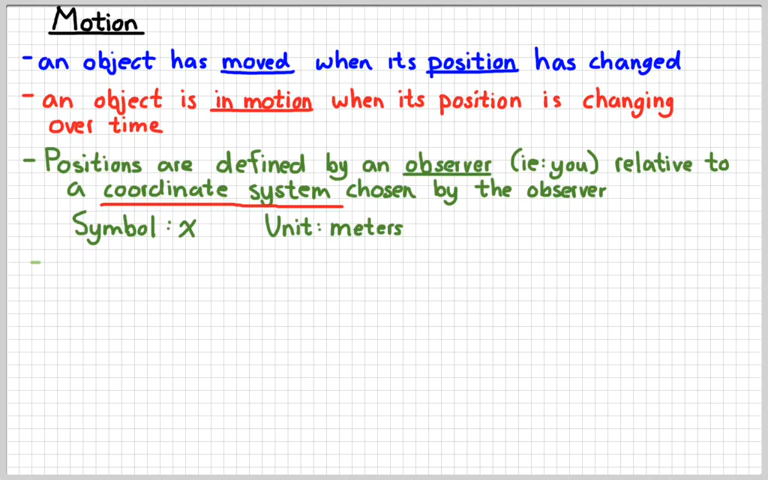 Motion
- an object has moved when its position has changed
- an object is in motion when its position is changing
over time
- Positions are defined by an observer (ie: you) relative to
a coordinate system chosen by the observer
Symbol: x Unit: meters
-